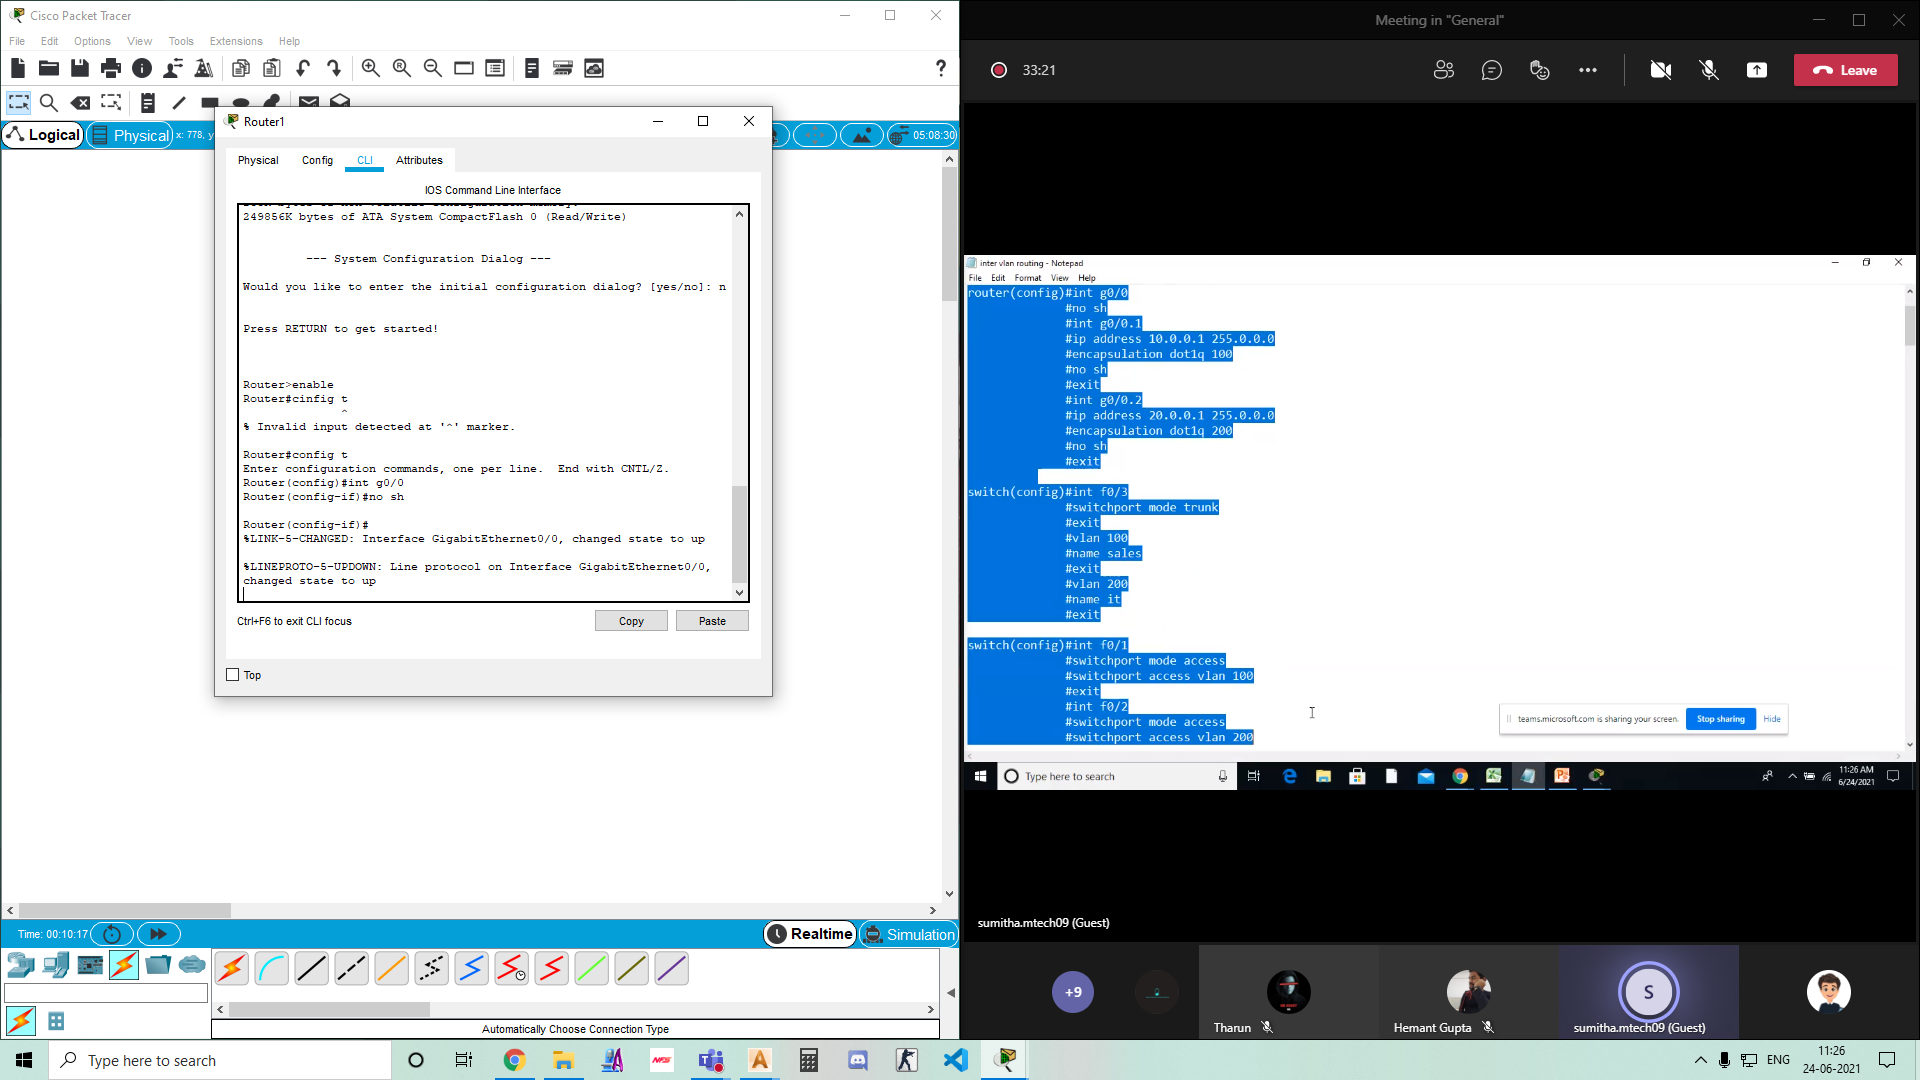 Cisco Packet Tracer
File Edit Options View Tools Extensions Help
Logical
Physical
x: 778, y
05:08:30
Router1
Physical Config CLI Attributes
IOS Command Line Interface
249856K bytes of ATA System CompactFlash 0 (Read/Write)
--- System Configuration Dialog ---
Would you like to enter the initial configuration dialog? [yes/no]: n
Press RETURN to get started!
Router>enable
Router#cinfig t
^
% Invalid input detected at '^' marker.
Router#config t
Enter configuration commands, one per line.  End with CNTL/Z.
Router(config)#int g0/0
Router(config-if)#no sh
Router(config-if)#
%LINK-5-CHANGED: Interface GigabitEthernet0/0, changed state to up
%LINEPROTO-5-UPDOWN: Line protocol on Interface GigabitEthernet0/0,
changed state to up
Ctrl+F6 to exit CLI focus
Copy
Paste
Top
Time: 00:10:17
Realtime
Simulation
Automatically Choose Connection Type
Type here to search
ENG
11:26
24-06-2021
Meeting in "General"
33:21
Leave
inter vlan routing - Notepad
File Edit Format View Help
router(config)#int g0/0
#no sh
#int g0/0.1
#ip address 10.0.0.1 255.0.0.0
#encapsulation dot1q 100
#no sh
#exit
#int g0/0.2
#ip address 20.0.0.1 255.0.0.0
#encapsulation dot1q 200
#no sh
#exit
switch(config)#int f0/3
#switchport mode trunk
#exit
#vlan 100
#name sales
#exit
#vlan 200
#name it
#exit
switch(config)#int f0/1
#switchport mode access
#switchport access vlan 100
#exit
#int f0/2
#switchport mode access
#switchport access vlan 200
teams.microsoft.com is sharing your screen.
Stop sharing
Hide
Type here to search
11:26 AM
6/24/2021
sumitha.mtech09 (Guest)
+9
Tharun
Hemant Gupta
S
sumitha.mtech09 (Guest)